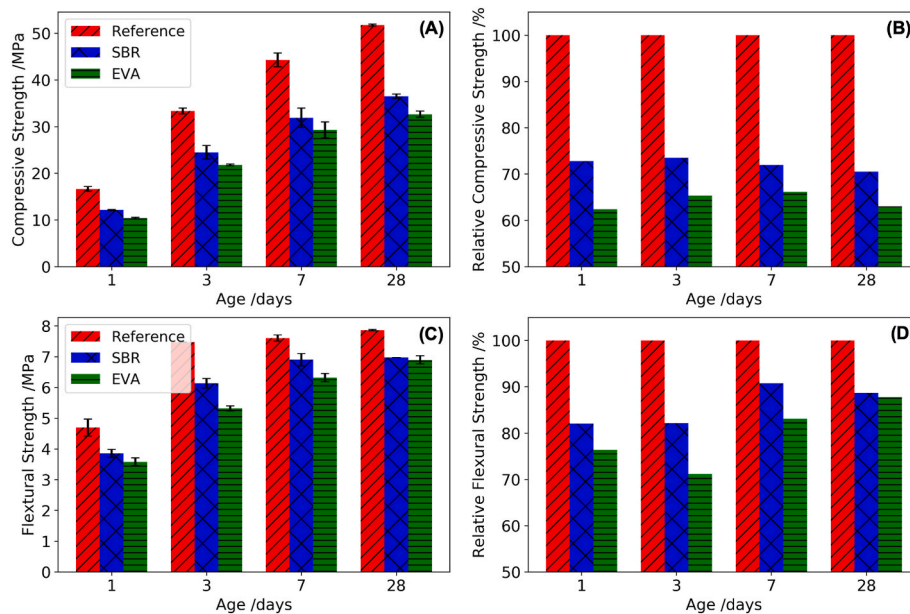 (A)
Compressive Strength /MPa
50
40
30
20
10
0
Reference
SBR
EVA
1 3 7 28
Age /days
(B)
Relative Compressive Strength /%
100
90
80
70
60
50
1 3 7 28
Age /days
(C)
Flextural Strength /MPa
8
7
6
5
4
3
2
1
0
Reference
SBR
EVA
1 3 7 28
Age /days
(D
Relative Flexural Strength /%
100
90
80
70
60
50
1 3 7 28
Age /days